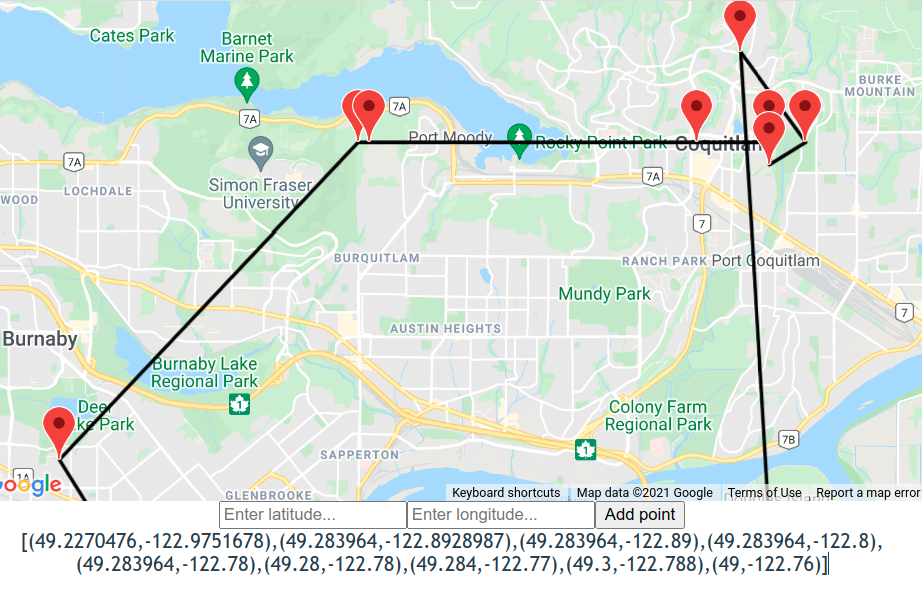 Cates Park
Barnet
Marine Park
7A
BURKE
MOUNTAIN
7A
7A
Port Moody
Rocky Point Park
Coquitla
7A
Simon Fraser
University
LOCHDALE
WOOD
7
BURQUITLAM
RANCH PARK
Port Coquitlam
Mundy Park
7
AUSTIN HEIGHTS
Burnaby
Burnaby Lake
Regional Park
1
Deer
ke Park
Colony Farm
Regional Park
7B
1
SAPPERTON
1A
oogle
GLENBROOKE
Keyboard shortcuts
Map data ©2021 Google
Terms of Use
Report a map error
Enter latitude...
Enter longitude...
Add point
[(49.2270476,-122.9751678),(49.283964,-122.8928987),(49.283964,-122.89),(49.283964,-122.8),
(49.283964,-122.78),(49.28,-122.78),(49.284,-122.77),(49.3,-122.788),(49,-122.76)]